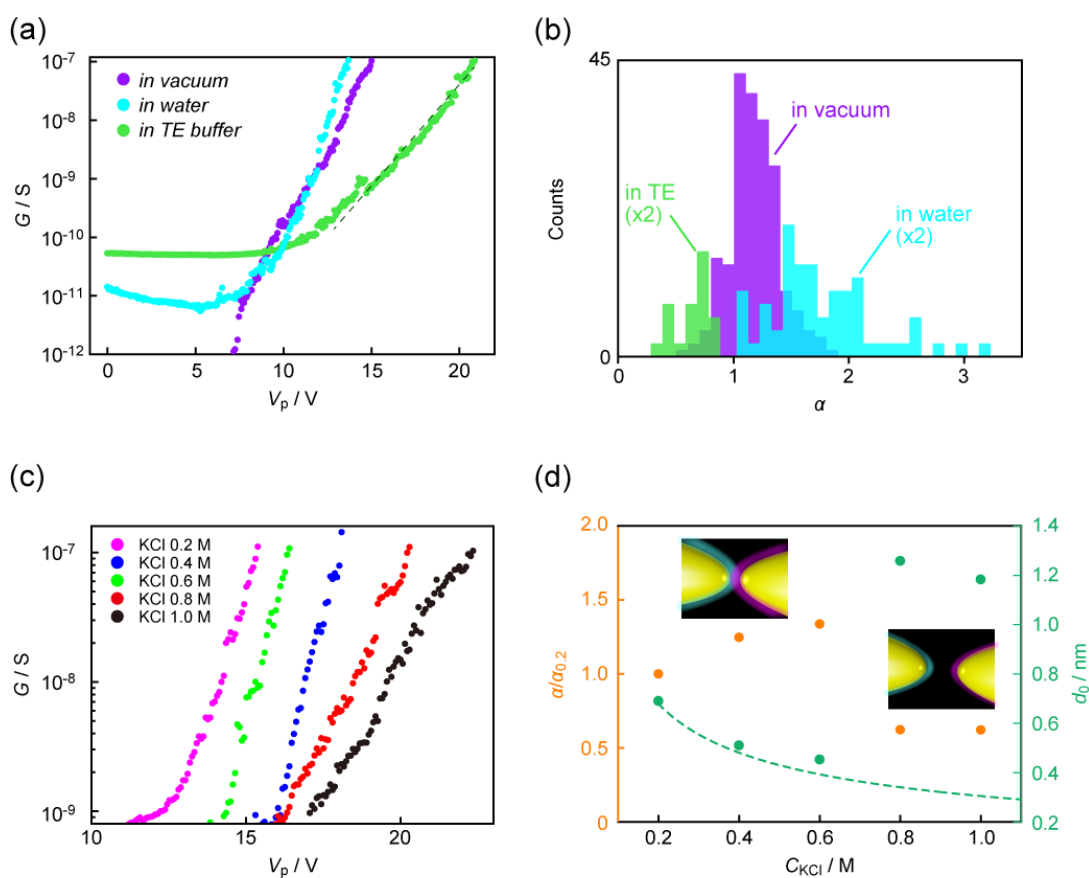 (a)
10⁻⁷
10⁻⁸
10⁻⁹
10⁻¹⁰
10⁻¹¹
10⁻¹²
G / S
in vacuum
in water
in TE buffer
0
5
10
15
20
Vₚ / V
(b)
45
0
Counts
in vacuum
in TE
(x2)
in water
(x2)
0
1
2
3
α
(c)
10⁻⁷
10⁻⁸
10⁻⁹
G / S
KCl 0.2 M
KCl 0.4 M
KCl 0.6 M
KCl 0.8 M
KCl 1.0 M
10
15
20
Vₚ / V
(d)
2.0
1.5
1.0
0.5
0
α/α₀.₂
1.4
1.2
1.0
0.8
0.6
0.4
0.2
d₀ / nm
0.2
0.4
0.6
0.8
1.0
C_KCl / M